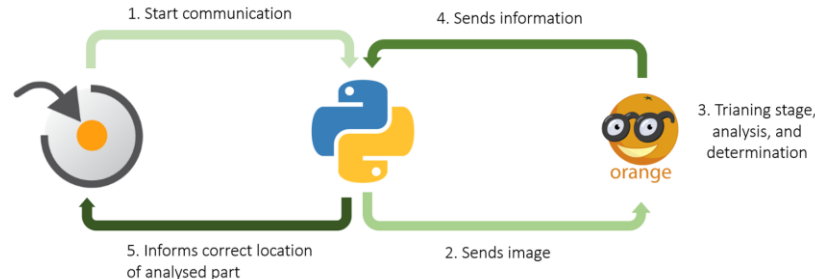 1. Start communication
4. Sends information
3. Trianing stage,
analysis, and
determination
orange
5. Informs correct location
of analysed part
2. Sends image